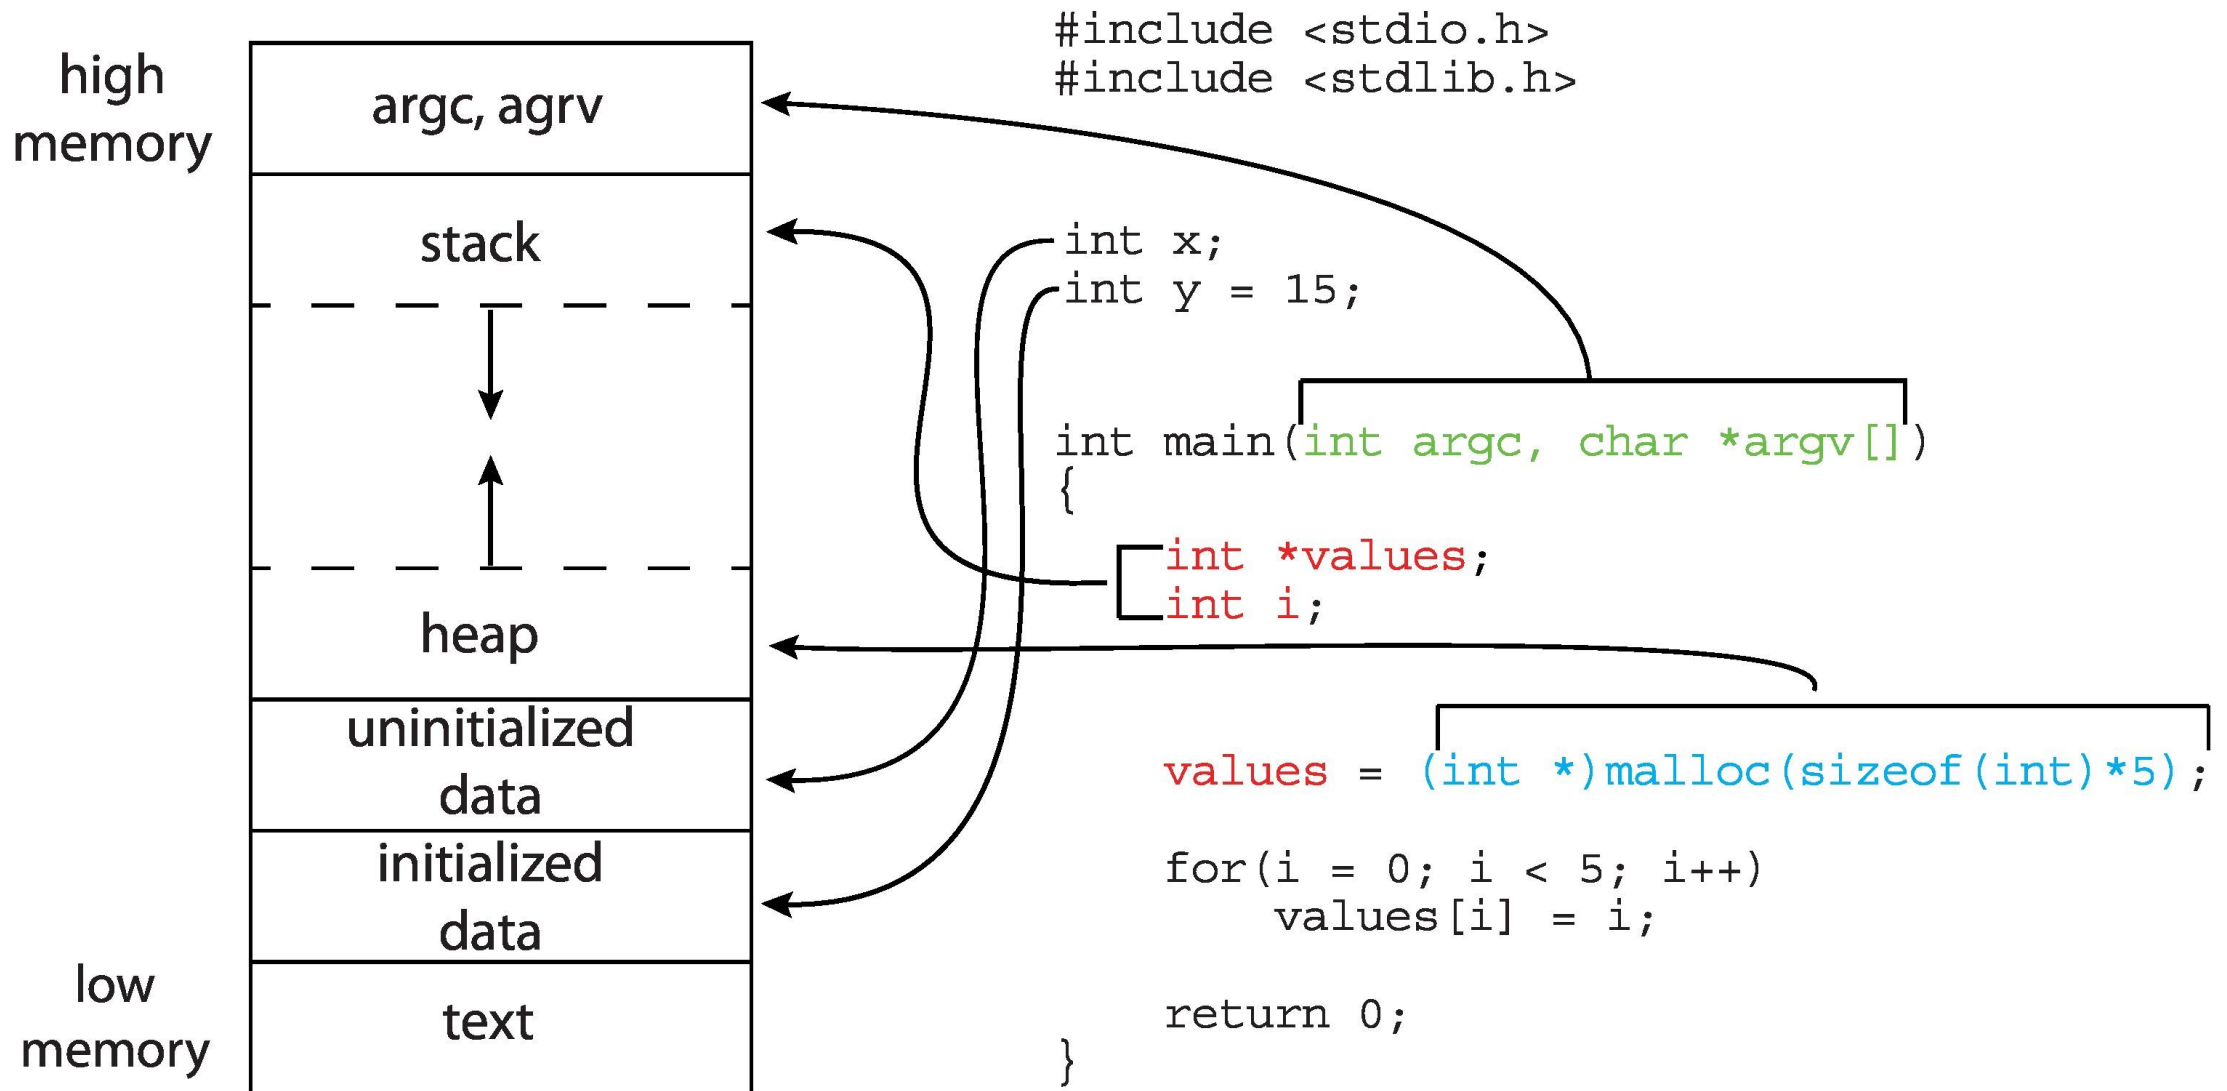 high
memory
argc, agrv
stack
heap
uninitialized
data
initialized
data
low
memory
text
#include <stdio.h>
#include <stdlib.h>
int x;
int y = 15;
int main(int argc, char *argv[])
{
int *values;
int i;
values = (int *)malloc(sizeof(int)*5);
for(i = 0; i < 5; i++)
values[i] = i;
return 0;
}